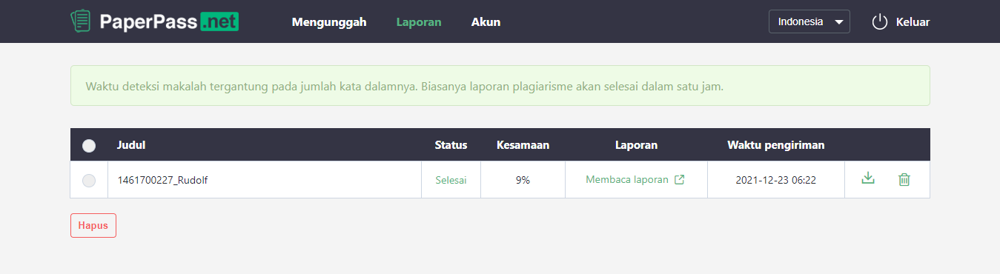 PaperPass.net Mengunggah Laporan Akun Indonesia Keluar
Waktu deteksi makalah tergantung pada jumlah kata dalamnya. Biasanya laporan plagiarisme akan selesai dalam satu jam.
Judul Status Kesamaan Laporan Waktu pengiriman
1461700227_Rudolf Selesai 9% Membaca laporan 2021-12-23 06:22
Hapus